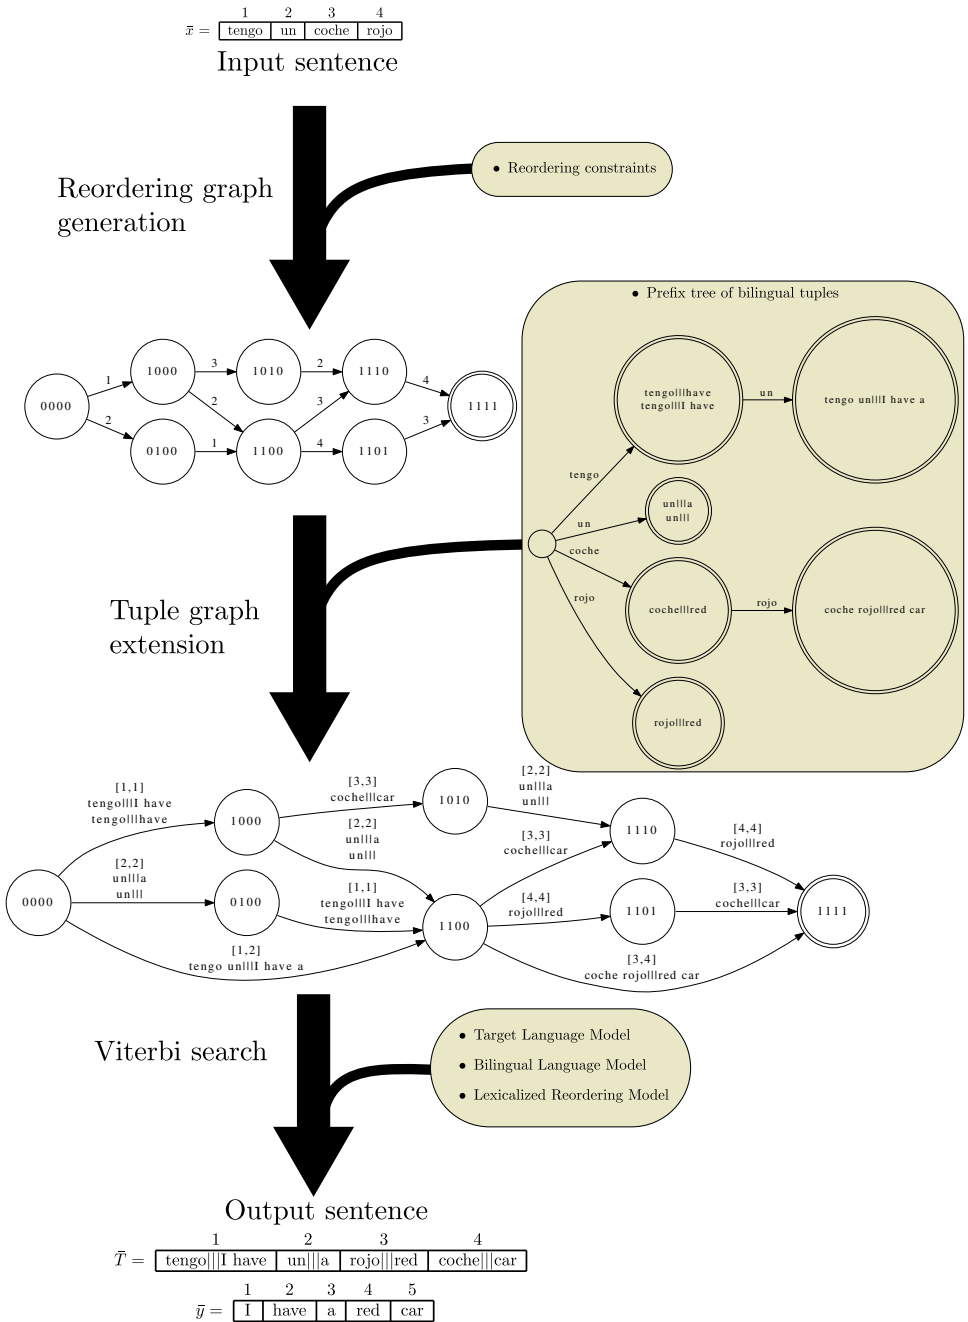 1 2 3 4
x̄ = tengo un coche rojo
Input sentence
Reordering graph
generation
• Reordering constraints
0000
1
2
1000
0100
3
2
1
1010
1100
2
3
4
1110
1101
4
3
1111
• Prefix tree of bilingual tuples
tengo
un
coche
rojo
tengo|||have
tengo|||I have
un
tengo un|||I have a
un|||a
un|||
coche|||red
rojo
coche rojo|||red car
rojo|||red
Tuple graph
extension
0000
[1,1]
tengo|||I have
tengo|||have
[2,2]
un|||a
un|||
[1,2]
tengo un|||I have a
1000
0100
[3,3]
coche|||car
[2,2]
un|||a
un|||
[1,1]
tengo|||I have
tengo|||have
1010
1100
[2,2]
un|||a
un|||
[3,3]
coche|||car
[4,4]
rojo|||red
[3,4]
coche rojo|||red car
1110
1101
[4,4]
rojo|||red
[3,3]
coche|||car
1111
Viterbi search
• Target Language Model
• Bilingual Language Model
• Lexicalized Reordering Model
Output sentence
1 2 3 4
T̄ = tengo|||I have un|||a rojo|||red coche|||car
1 2 3 4 5
ȳ = I have a red car